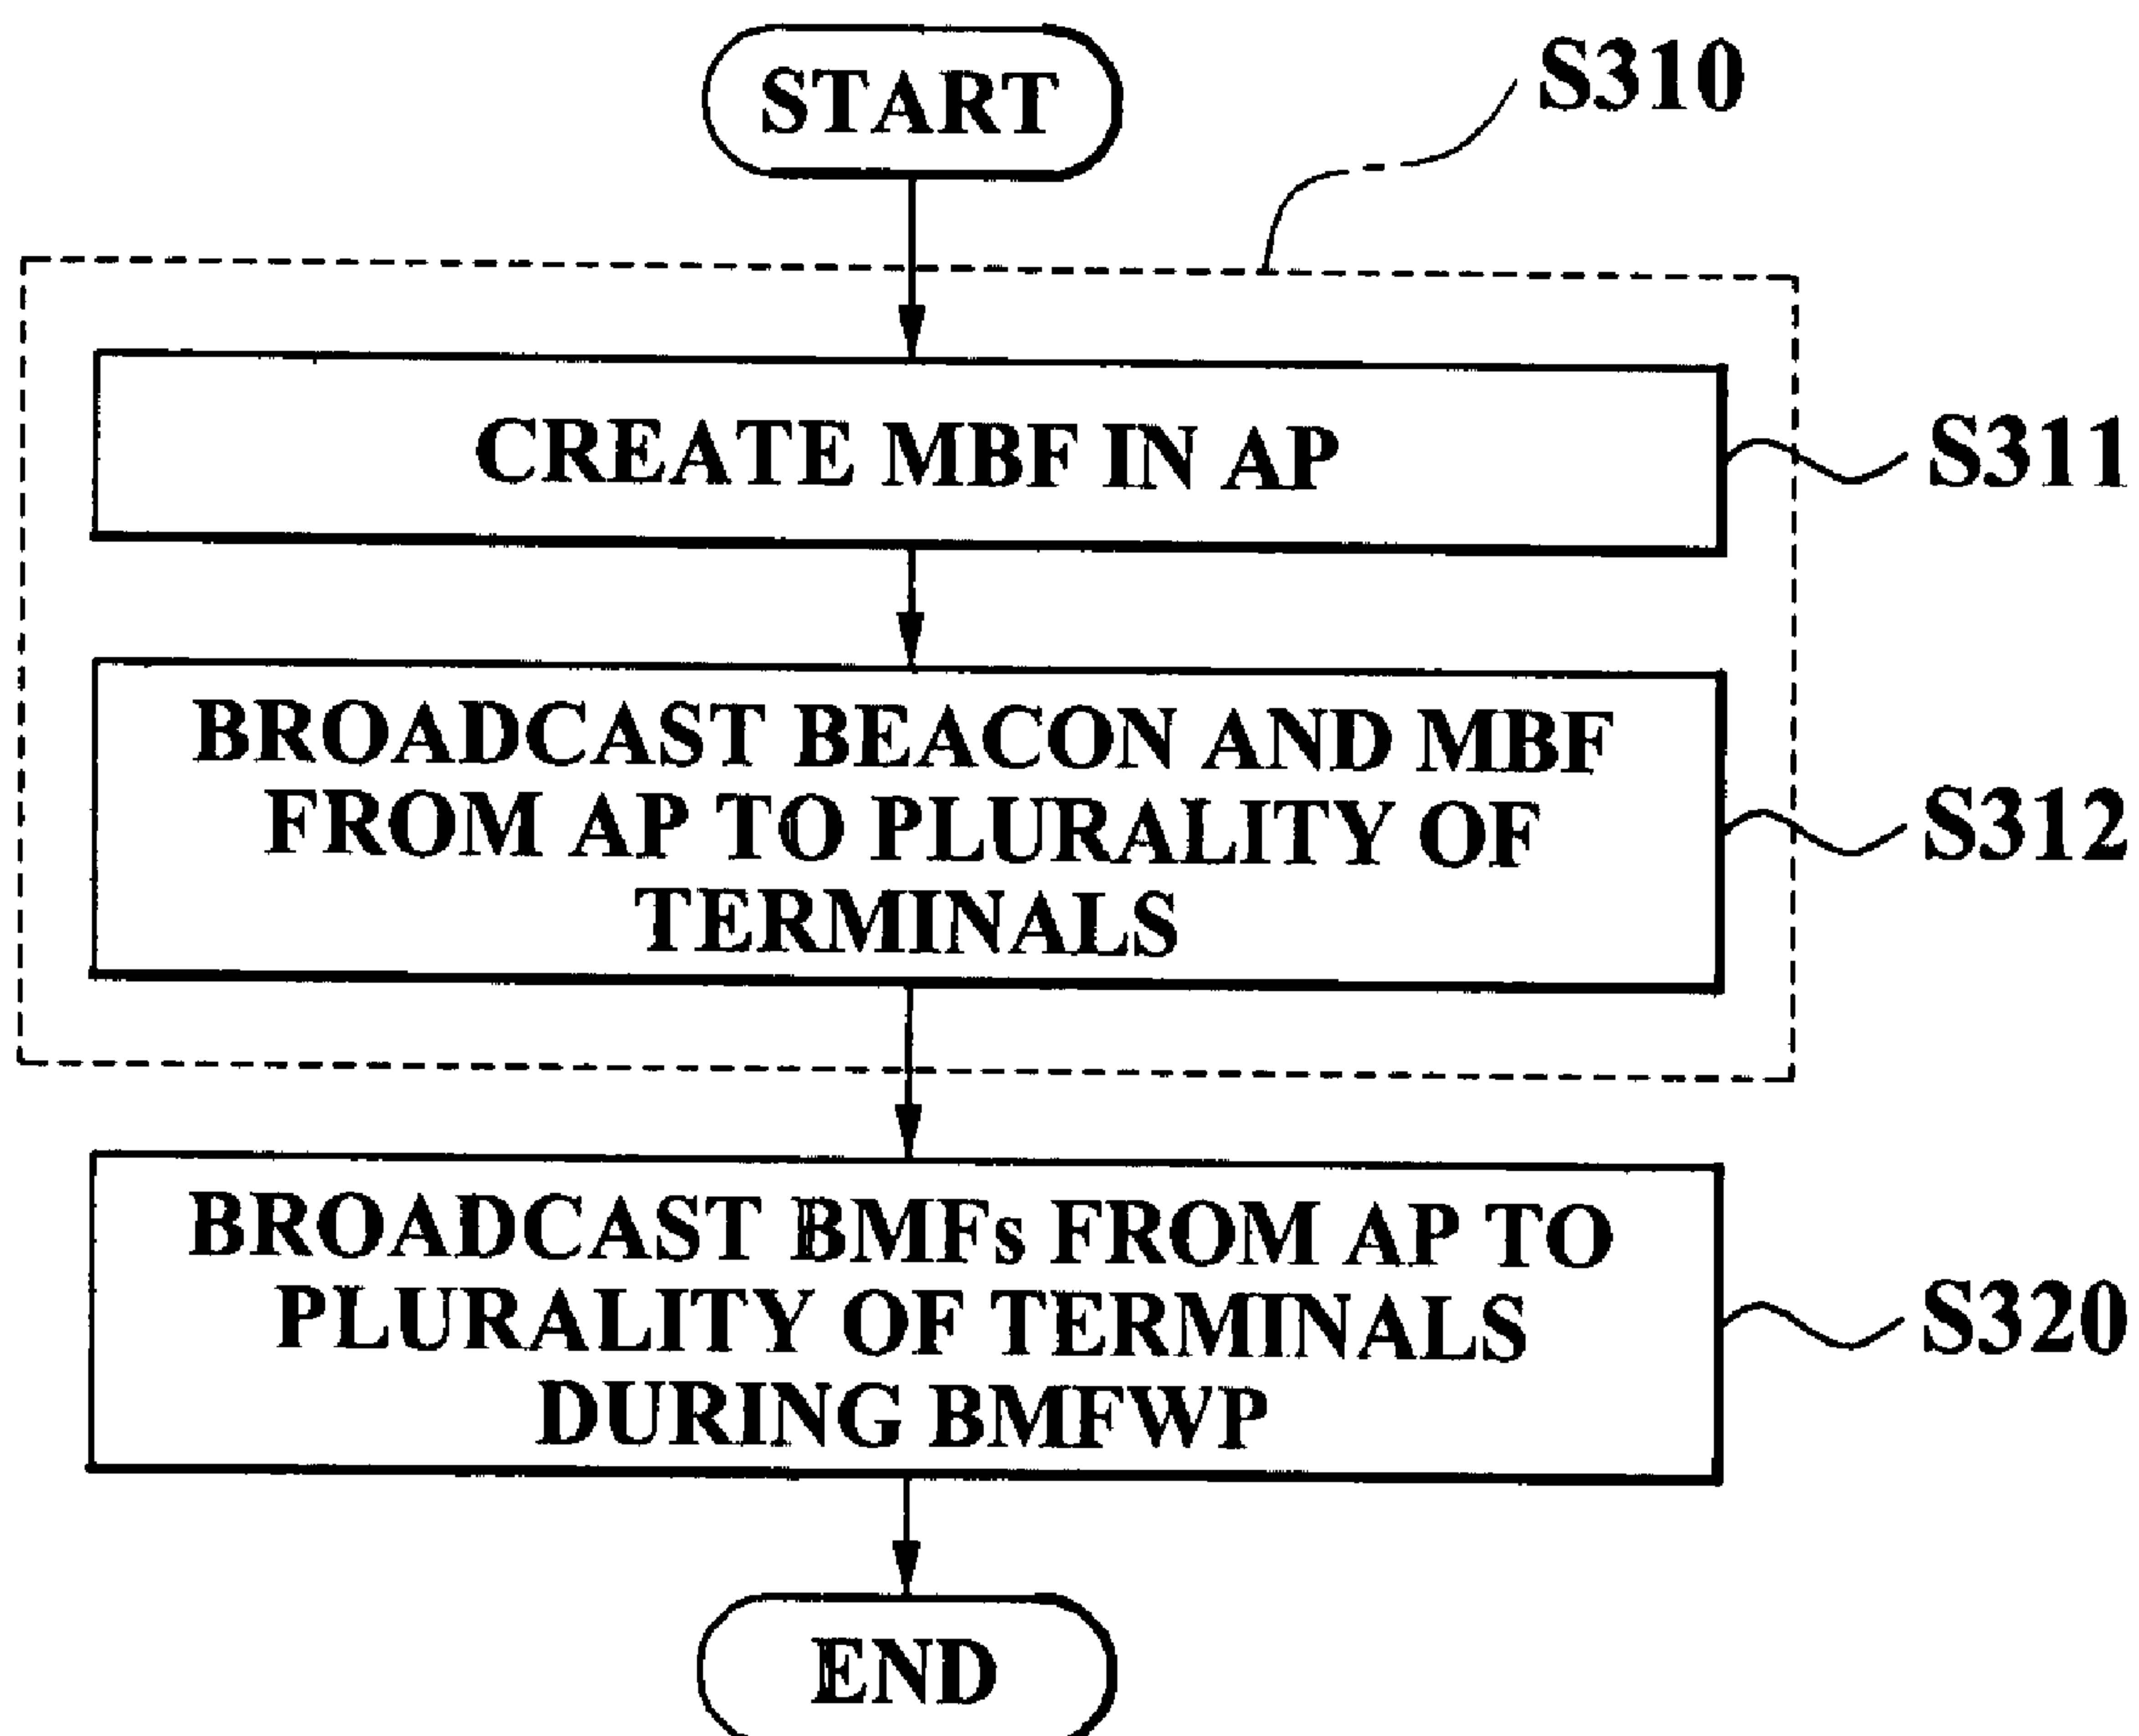 START
S310
CREATE MBF IN AP
S311
BROADCAST BEACON AND MBF
FROM AP TO PLURALITY OF
TERMINALS
S312
BROADCAST BMFs FROM AP TO
PLURALITY OF TERMINALS
DURING BMFWP
S320
END